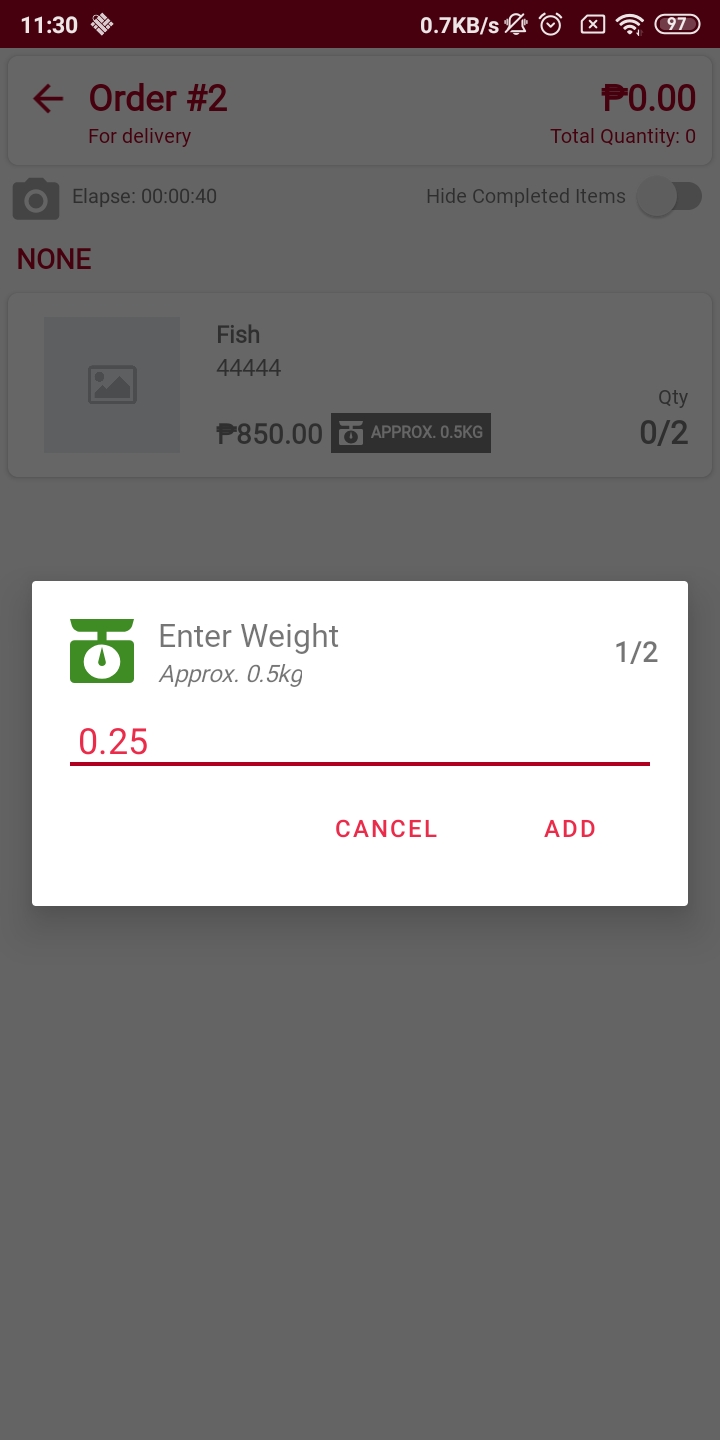 11:30 0.7KB/s 97
Order #2 ₱0.00
For delivery Total Quantity: 0
Elapse: 00:00:40 Hide Completed Items
NONE
Fish
44444
Qty
₱850.00 APPROX. 0.5KG 0/2
Enter Weight 1/2
Approx. 0.5kg
0.25
CANCEL ADD